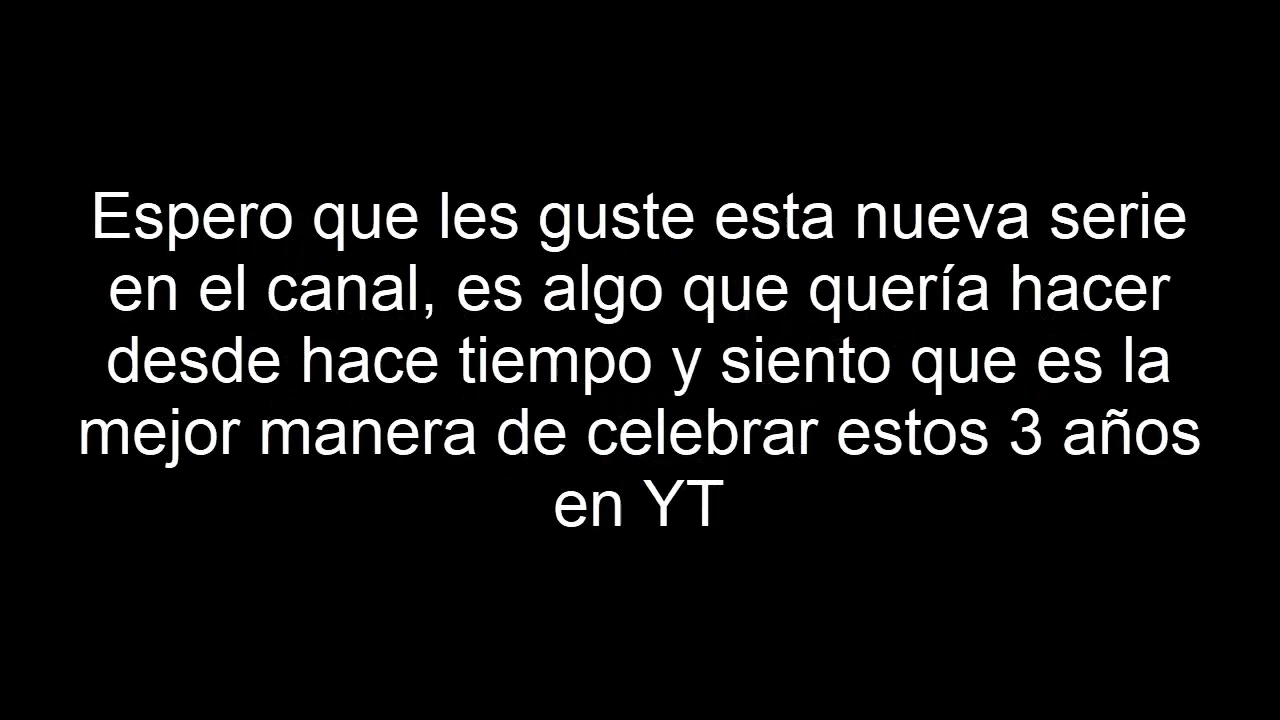 Espero que les guste esta nueva serie
en el canal, es algo que quería hacer
desde hace tiempo y siento que es la
mejor manera de celebrar estos 3 años
en YT